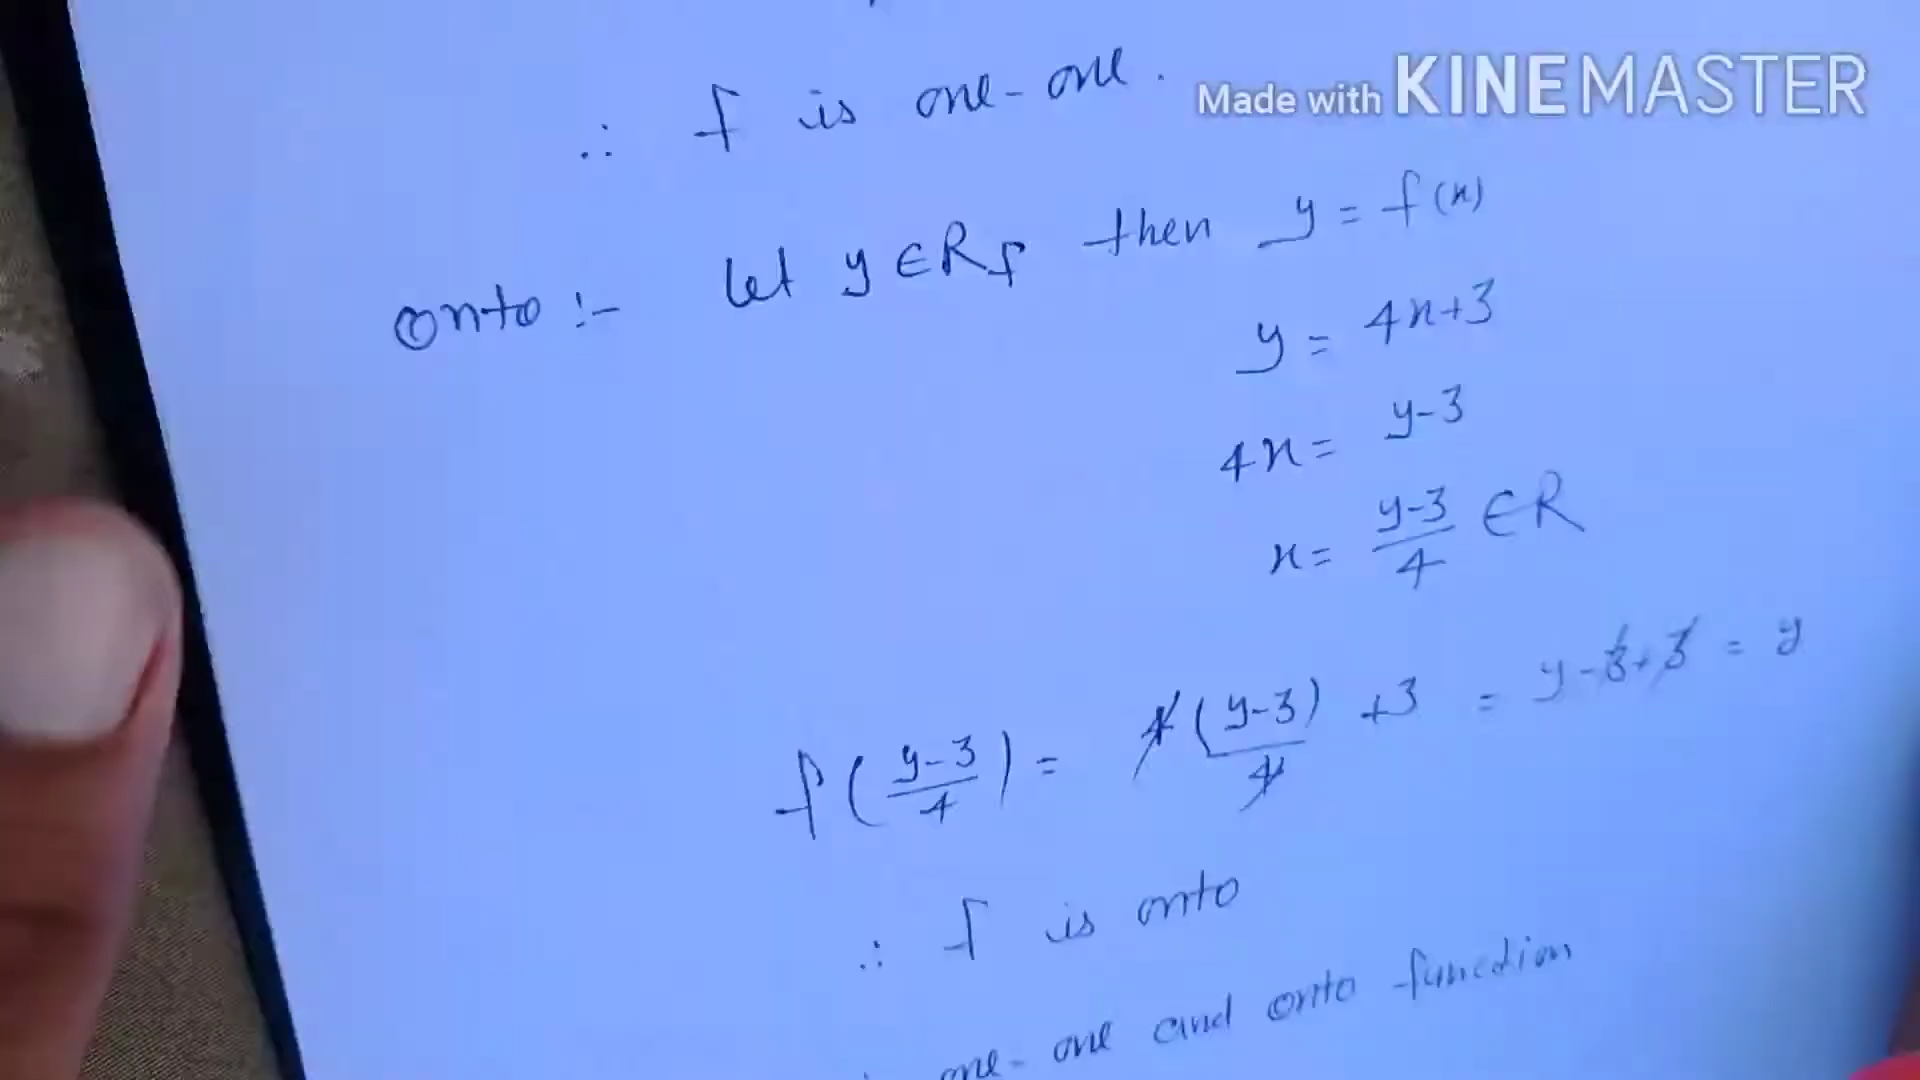 ∴ f is one-one.
Made with KINEMASTER
onto :- let y ∈ R_f then y = f(x)
y = 4x+3
4x = y-3
x = (y-3)/4 ∈ R
f((y-3)/4) = 4(y-3)/4 + 3 = y-3+3 = y
∴ f is onto
one-one and onto function